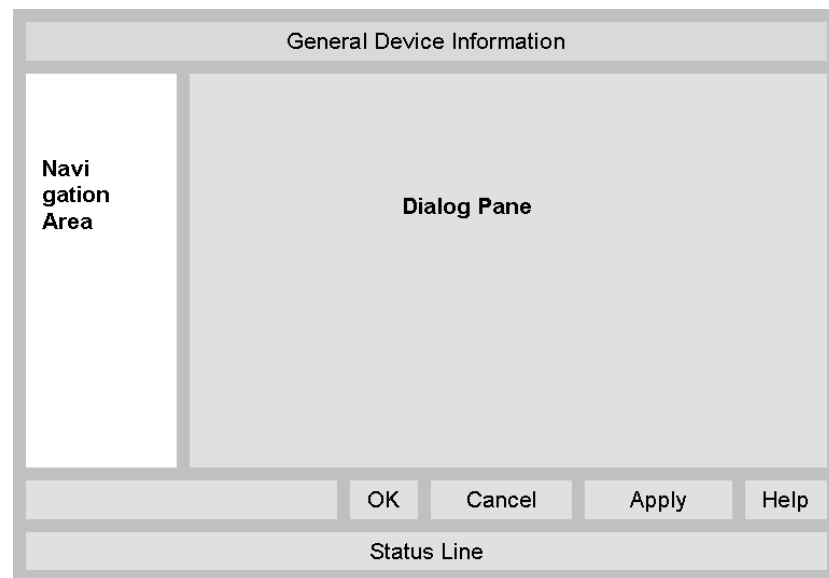 General Device Information
Navi
gation
Area
Dialog Pane
OK Cancel Apply Help
Status Line